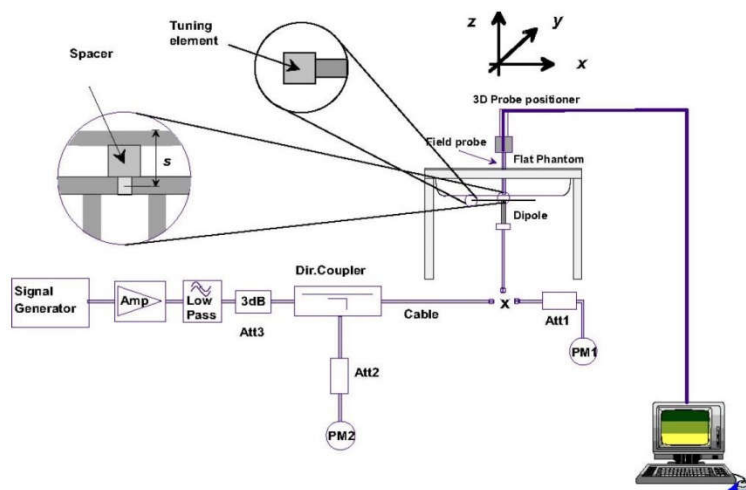 Tuning
element
Spacer
s
z
y
x
3D Probe positioner
Field probe
Flat Phantom
Dipole
Dir.Coupler
Signal
Generator
Amp
Low
Pass
3dB
Att3
Cable
x
Att1
PM1
Att2
PM2